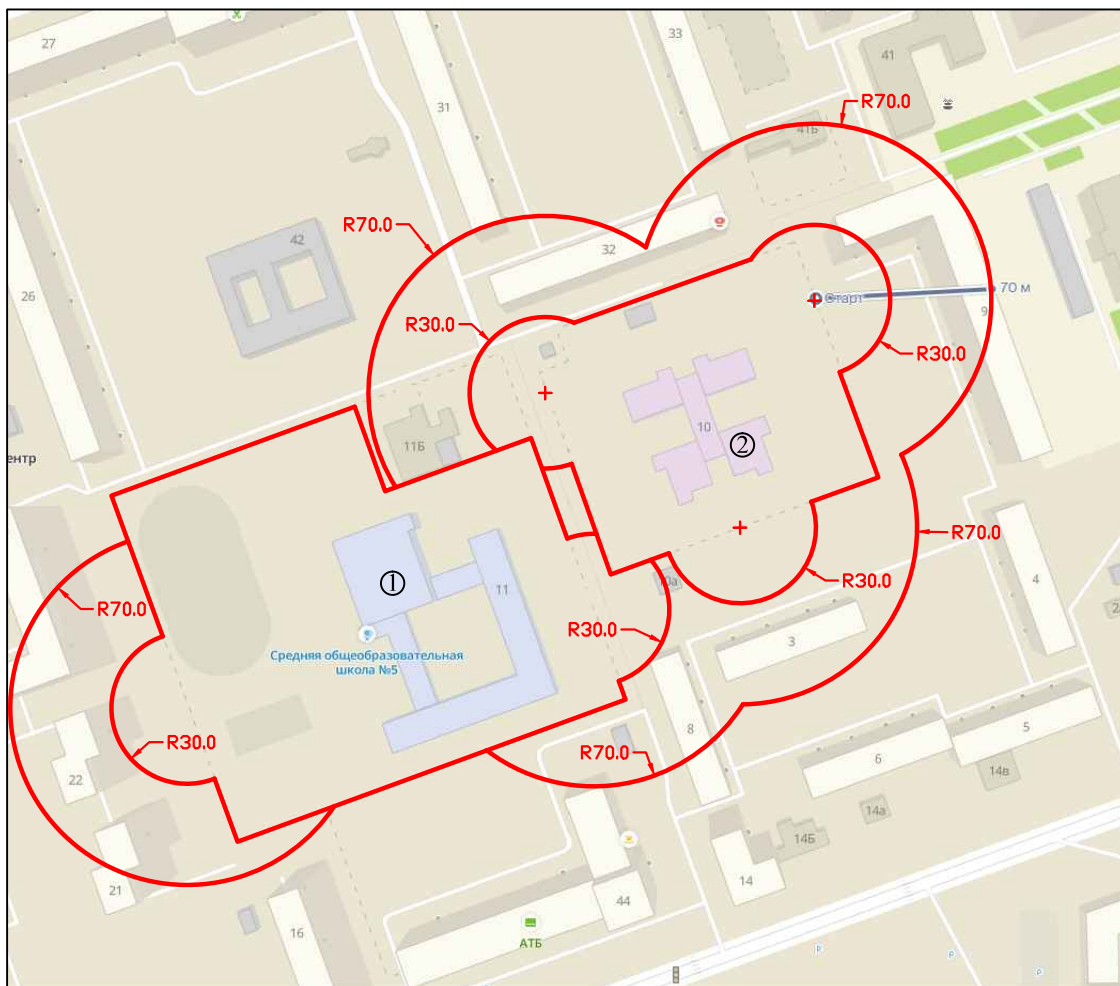 27
33
41
R70.0
31
41Б
R70.0
32
42
26
Старт
70 м
9
R30.0
R30.0
10
11Б
②
ентр
R70.0
4
①
11
10а
R30.0
R70.0
R30.0
3
Средняя общеобразовательная
школа №5
R30.0
8
5
R70.0
6
22
14в
14а
14Б
21
14
44
16
АТБ
P
P
P